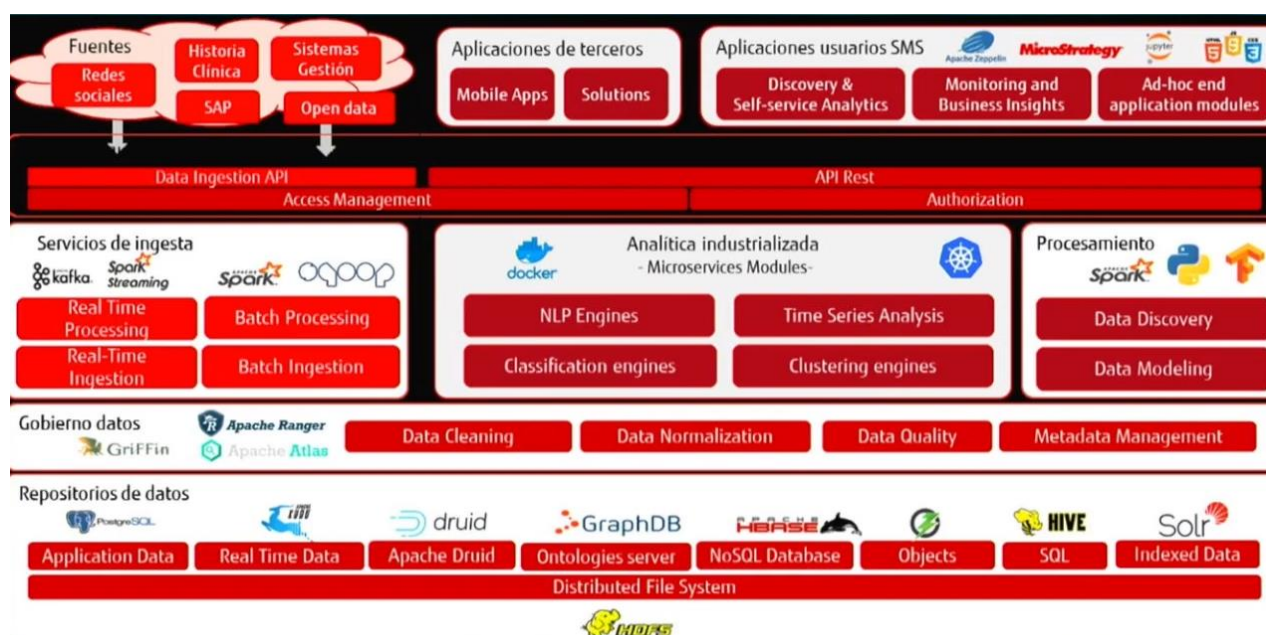 Fuentes
Redes
sociales
Historia
Clínica
Sistemas
Gestión
SAP
Open data
Aplicaciones de terceros
Mobile Apps
Solutions
Aplicaciones usuarios SMS
Apache Zeppelin
MicroStrategy
jupyter
Discovery &
Self-service Analytics
Monitoring and
Business Insights
Ad-hoc end
application modules
Data Ingestion API
API Rest
Access Management
Authorization
Servicios de ingesta
kafka
Spark
Streaming
APACHE
Spark
sqoop
Real Time
Processing
Batch Processing
Real-Time
Ingestion
Batch Ingestion
docker
Analítica industrializada
- Microservices Modules-
NLP Engines
Time Series Analysis
Classification engines
Clustering engines
Procesamiento
APACHE
Spark
Data Discovery
Data Modeling
Gobierno datos
GriFFin
Apache Ranger
Apache Atlas
Data Cleaning
Data Normalization
Data Quality
Metadata Management
Repositorios de datos
PostgreSQL
druid
GraphDB
APACHE
HBASE
HIVE
Solr
Application Data
Real Time Data
Apache Druid
Ontologies server
NoSQL Database
Objects
SQL
Indexed Data
Distributed File System
HDFS